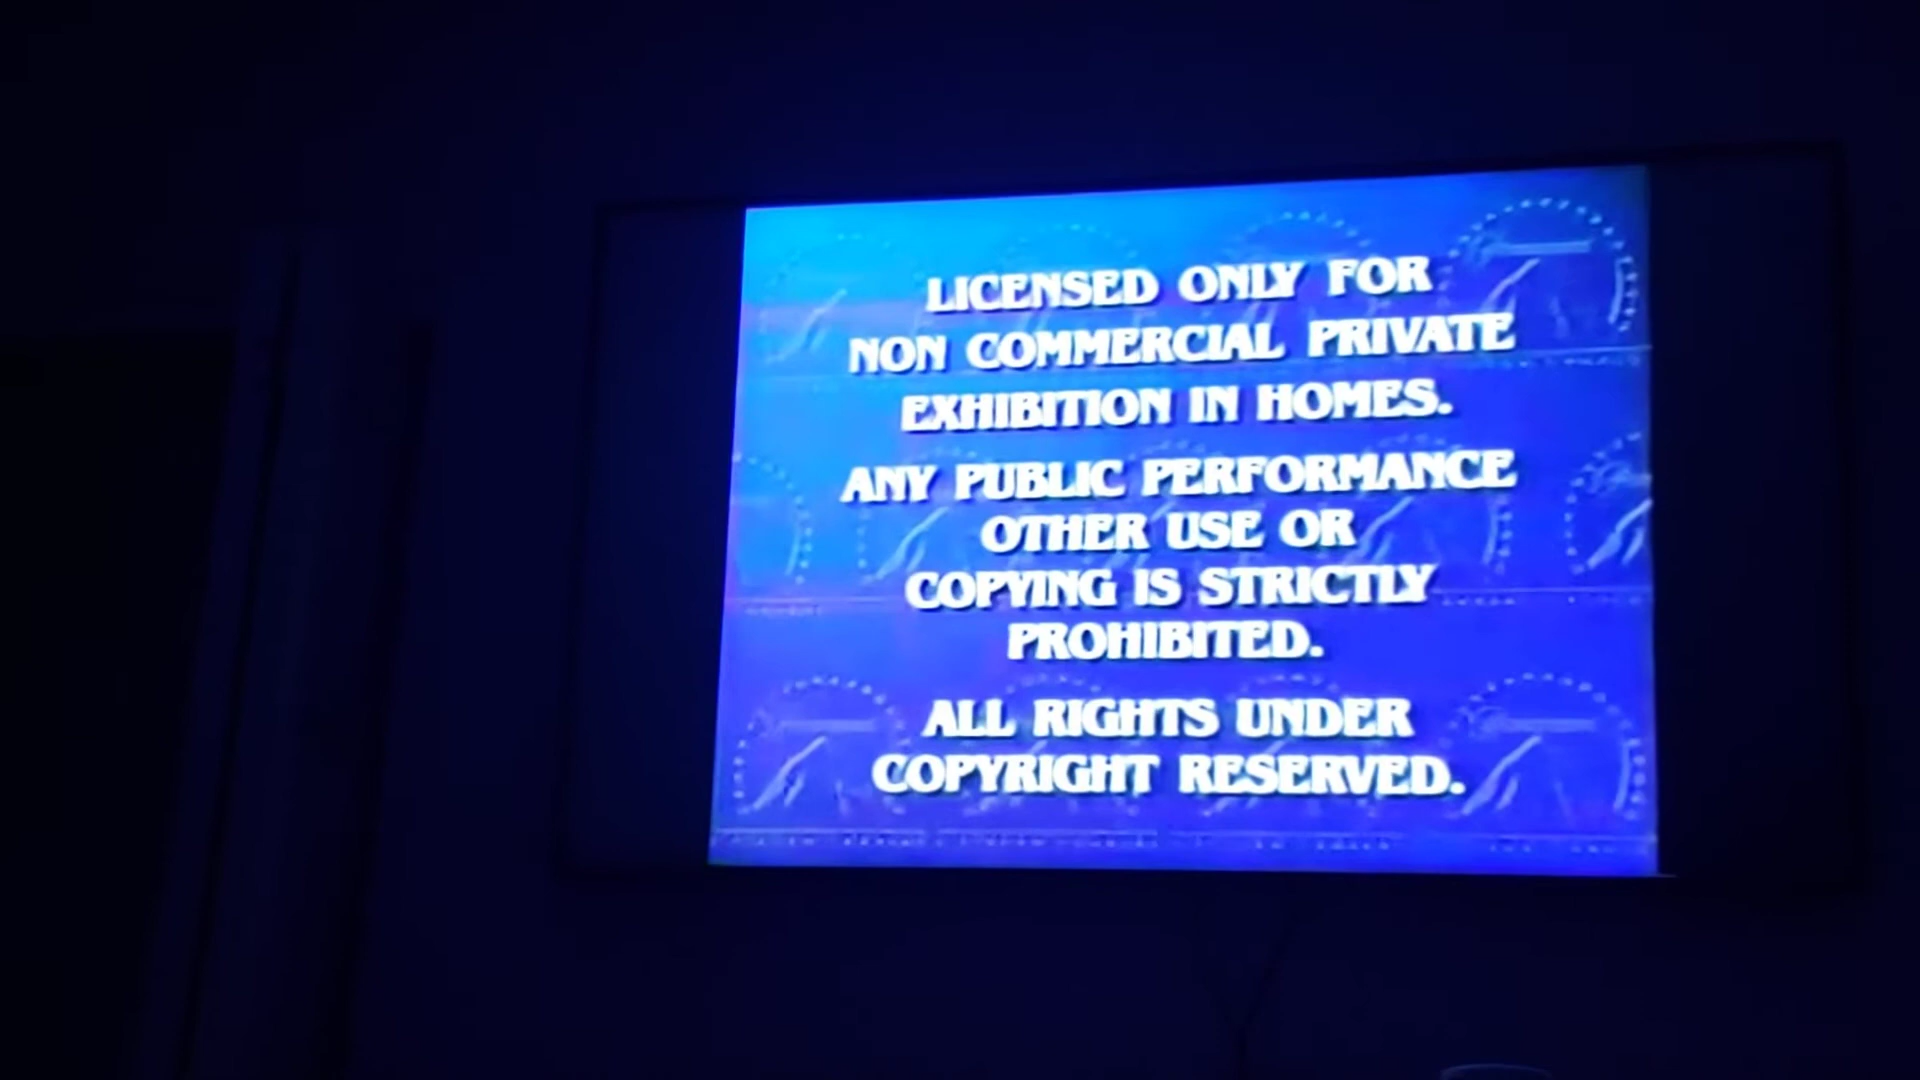 LICENSED ONLY FOR
NON COMMERCIAL PRIVATE
EXHIBITION IN HOMES.
ANY PUBLIC PERFORMANCE
OTHER USE OR
COPYING IS STRICTLY
PROHIBITED.
ALL RIGHTS UNDER
COPYRIGHT RESERVED.